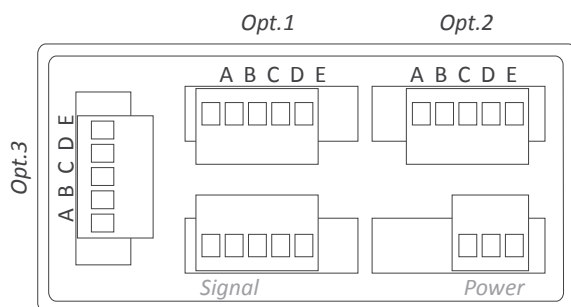 Opt.1 Opt.2
A B C D E A B C D E
Opt.3
A B C D E
Signal Power